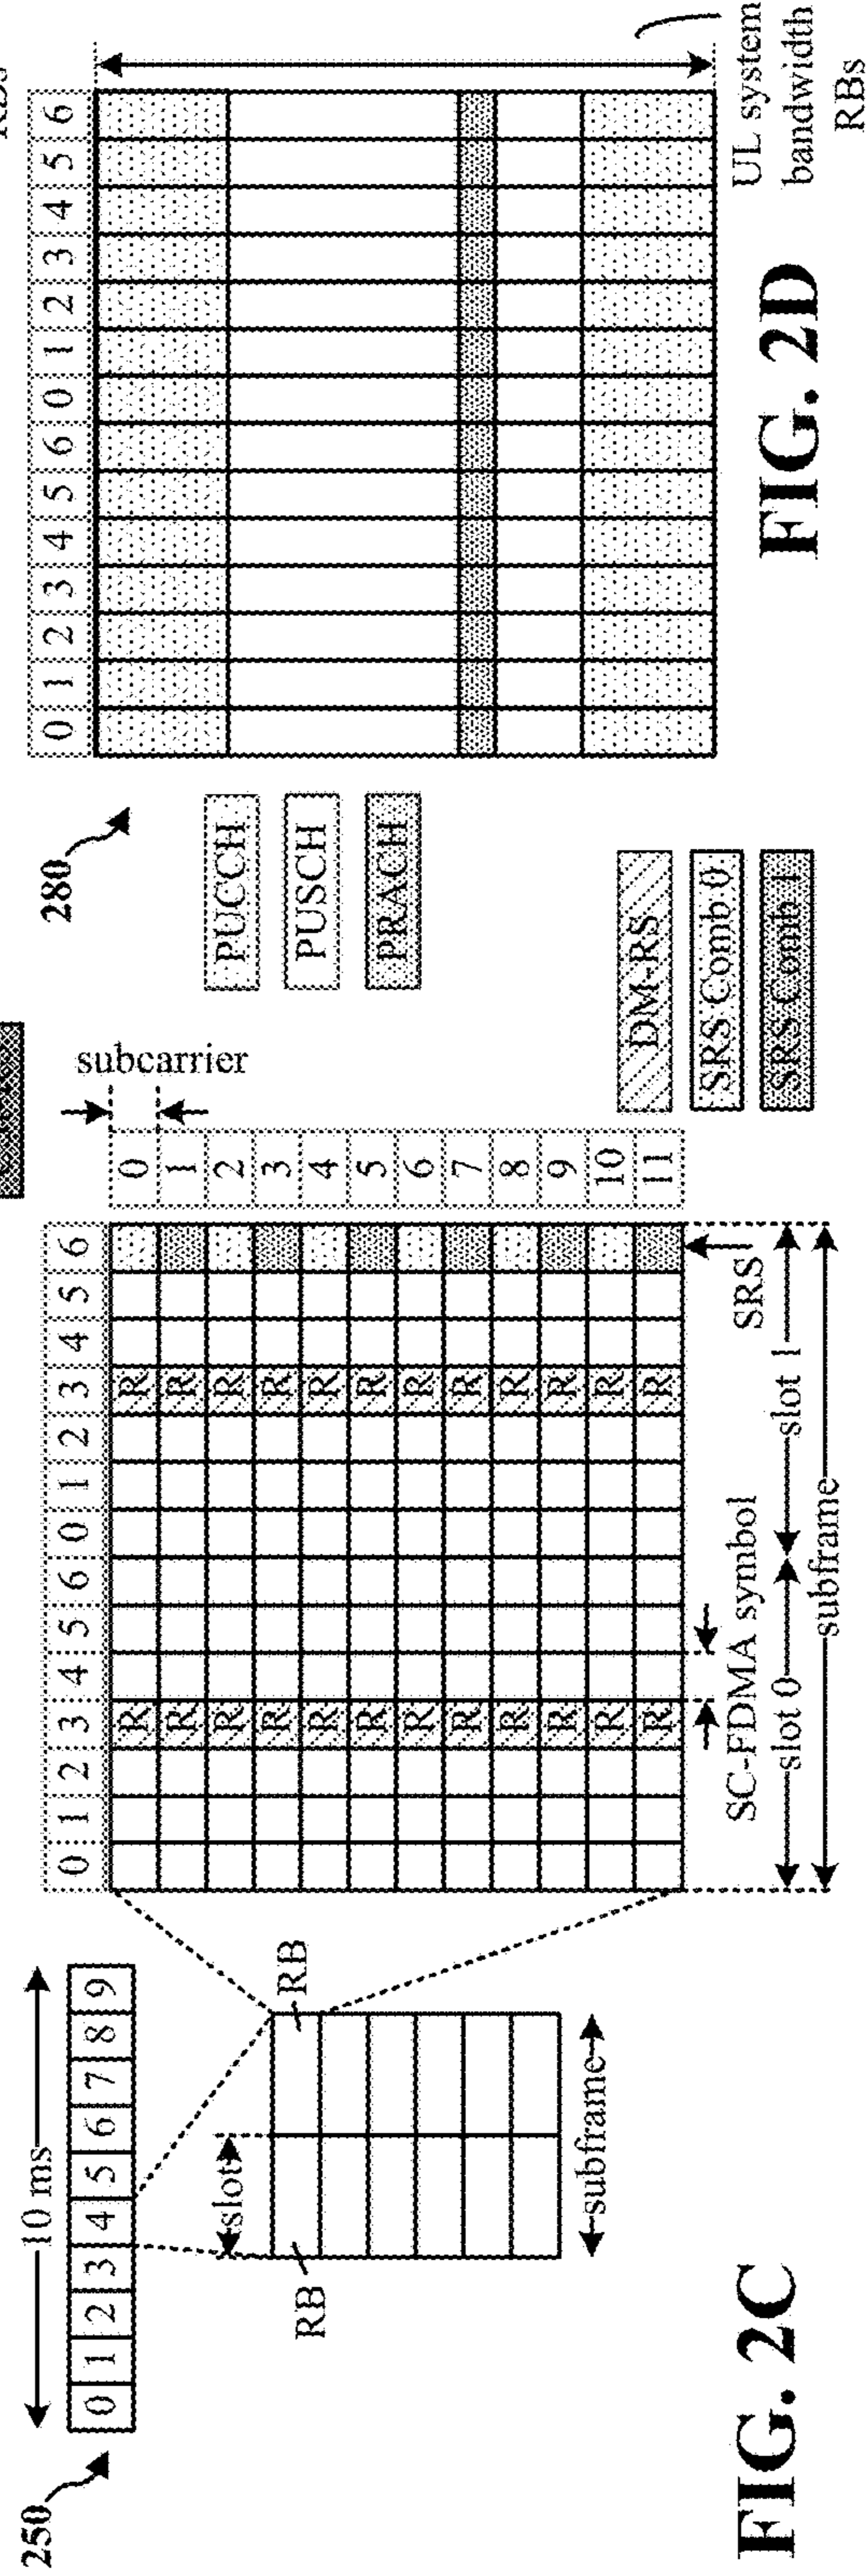 250
10 ms
0 1 2 3 4 5 6 7 8 9
slot
RB
RB
subframe
FIG. 2C
0 1 2 3 4 5 6 0 1 2 3 4 5 6
subcarrier
0
1
2
3
4
5
6
7
8
9
10
11
R R
R R
R R
R R
R R
R R
R R
R R
R R
R R
R R
R R
SRS
SC-FDMA symbol
slot 0
slot 1
subframe
DM-RS
SRS Comb 0
SRS Comb 1
280
PUCCH
PUSCH
PRACH
0 1 2 3 4 5 6 0 1 2 3 4 5 6
UL system
bandwidth
RBs
FIG. 2D